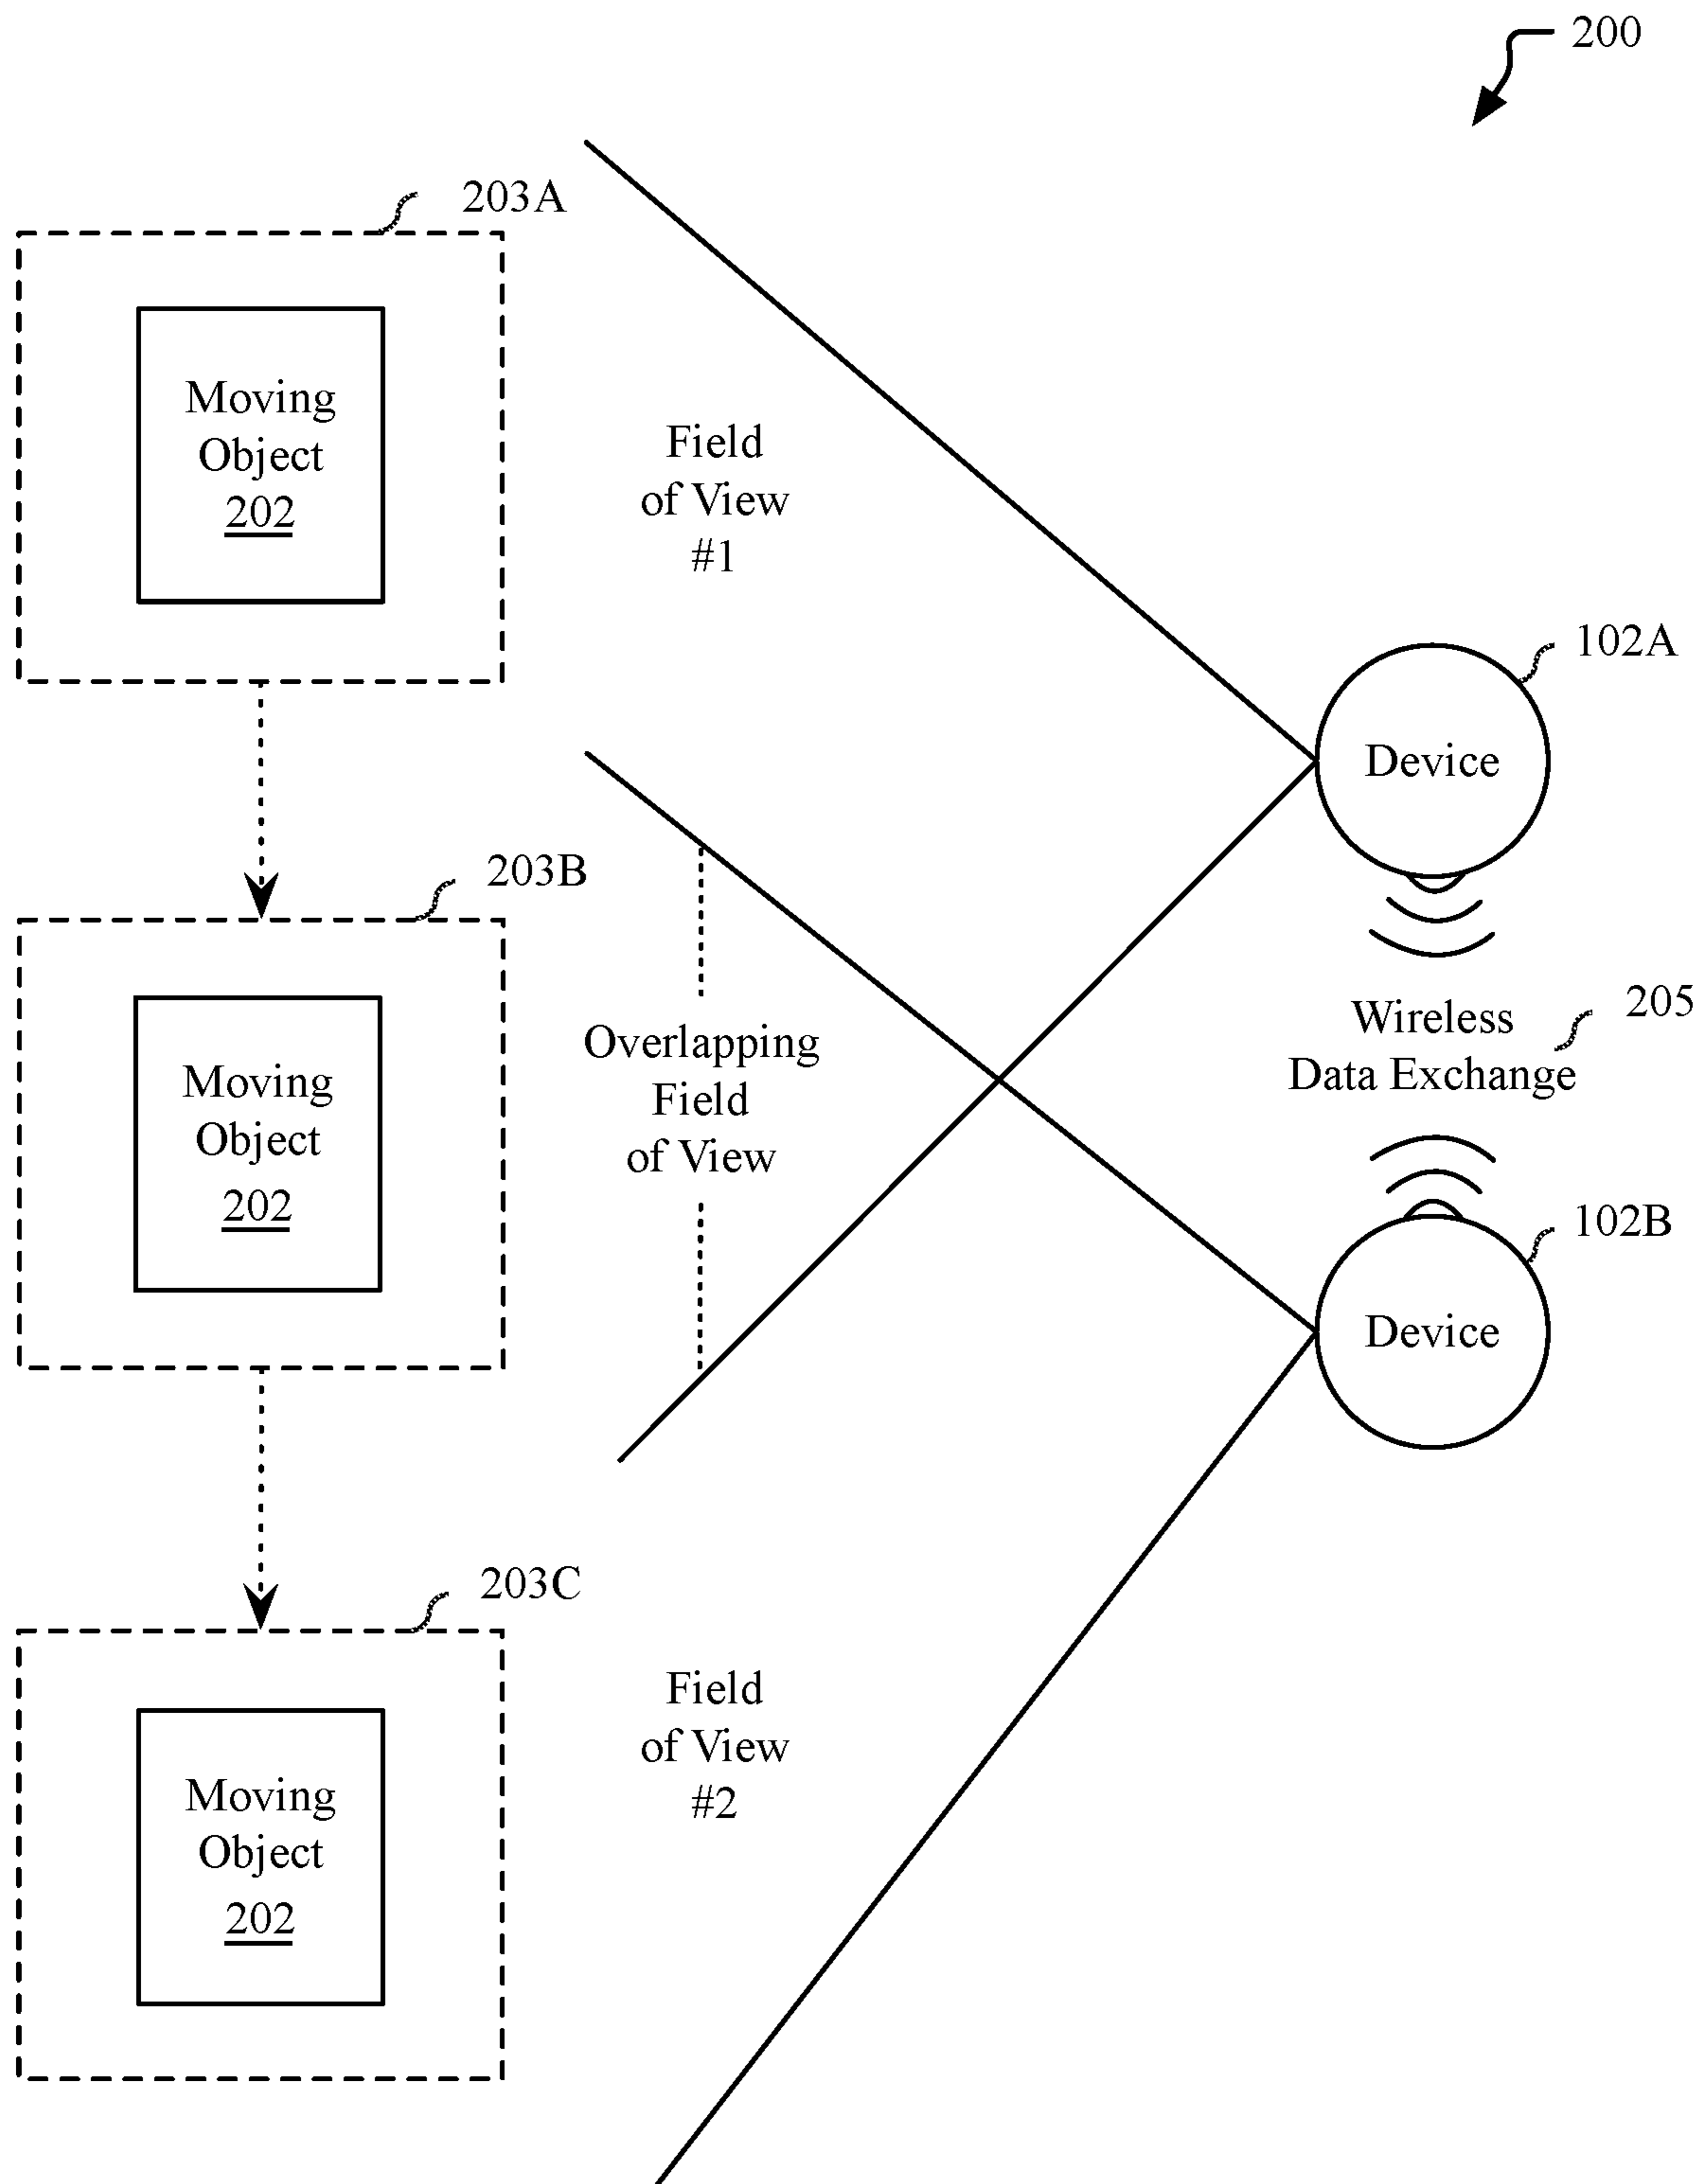 200
203A
Moving
Object
202
Field
of View
#1
102A
Device
203B
Moving
Object
202
Overlapping
Field
of View
Wireless
Data Exchange
205
102B
Device
203C
Moving
Object
202
Field
of View
#2